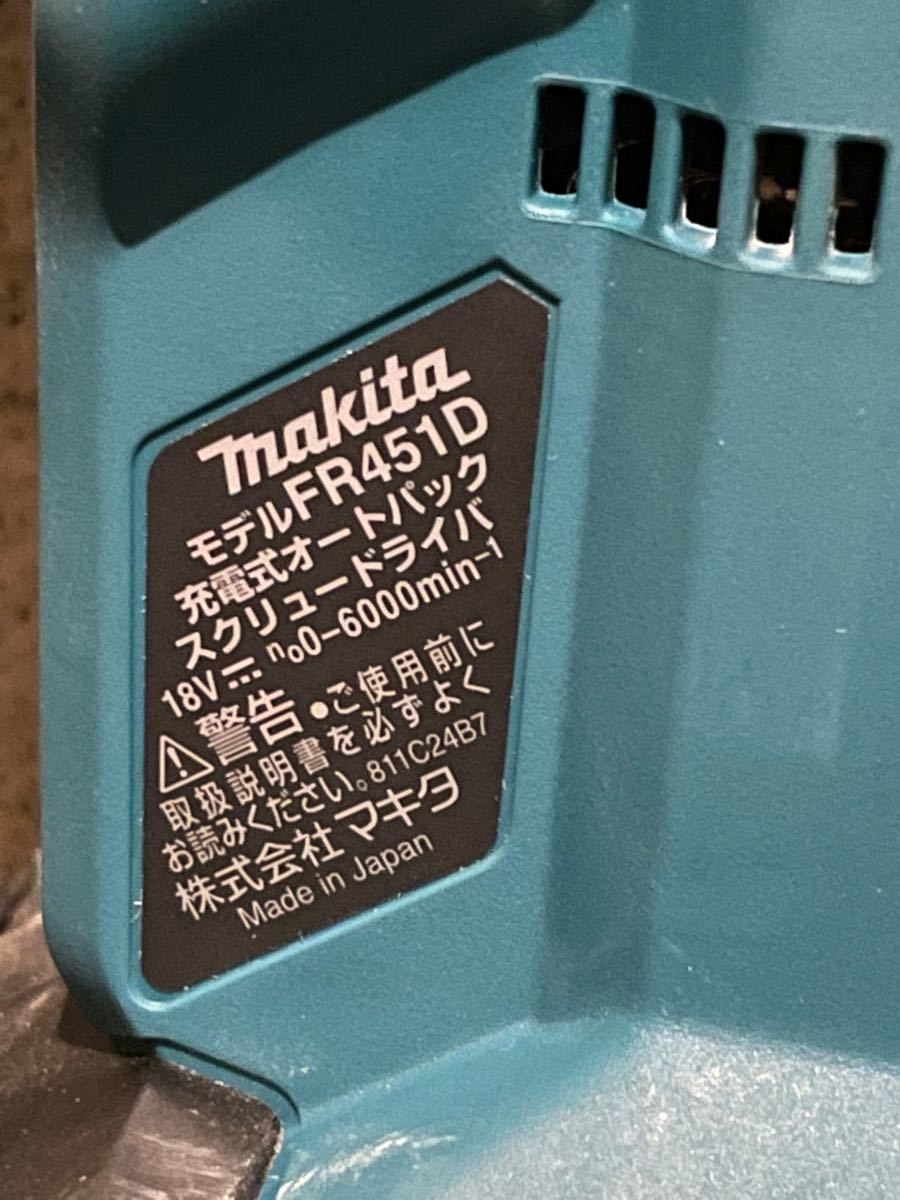 makita
モデルFR451D
充電式オートパック
スクリュードライバ
18V⎓ n₀0-6000min⁻¹
⚠警告 ●ご使用前に
取扱説明書を必ずよく
お読みください。811C24B7
株式会社マキタ
Made in Japan